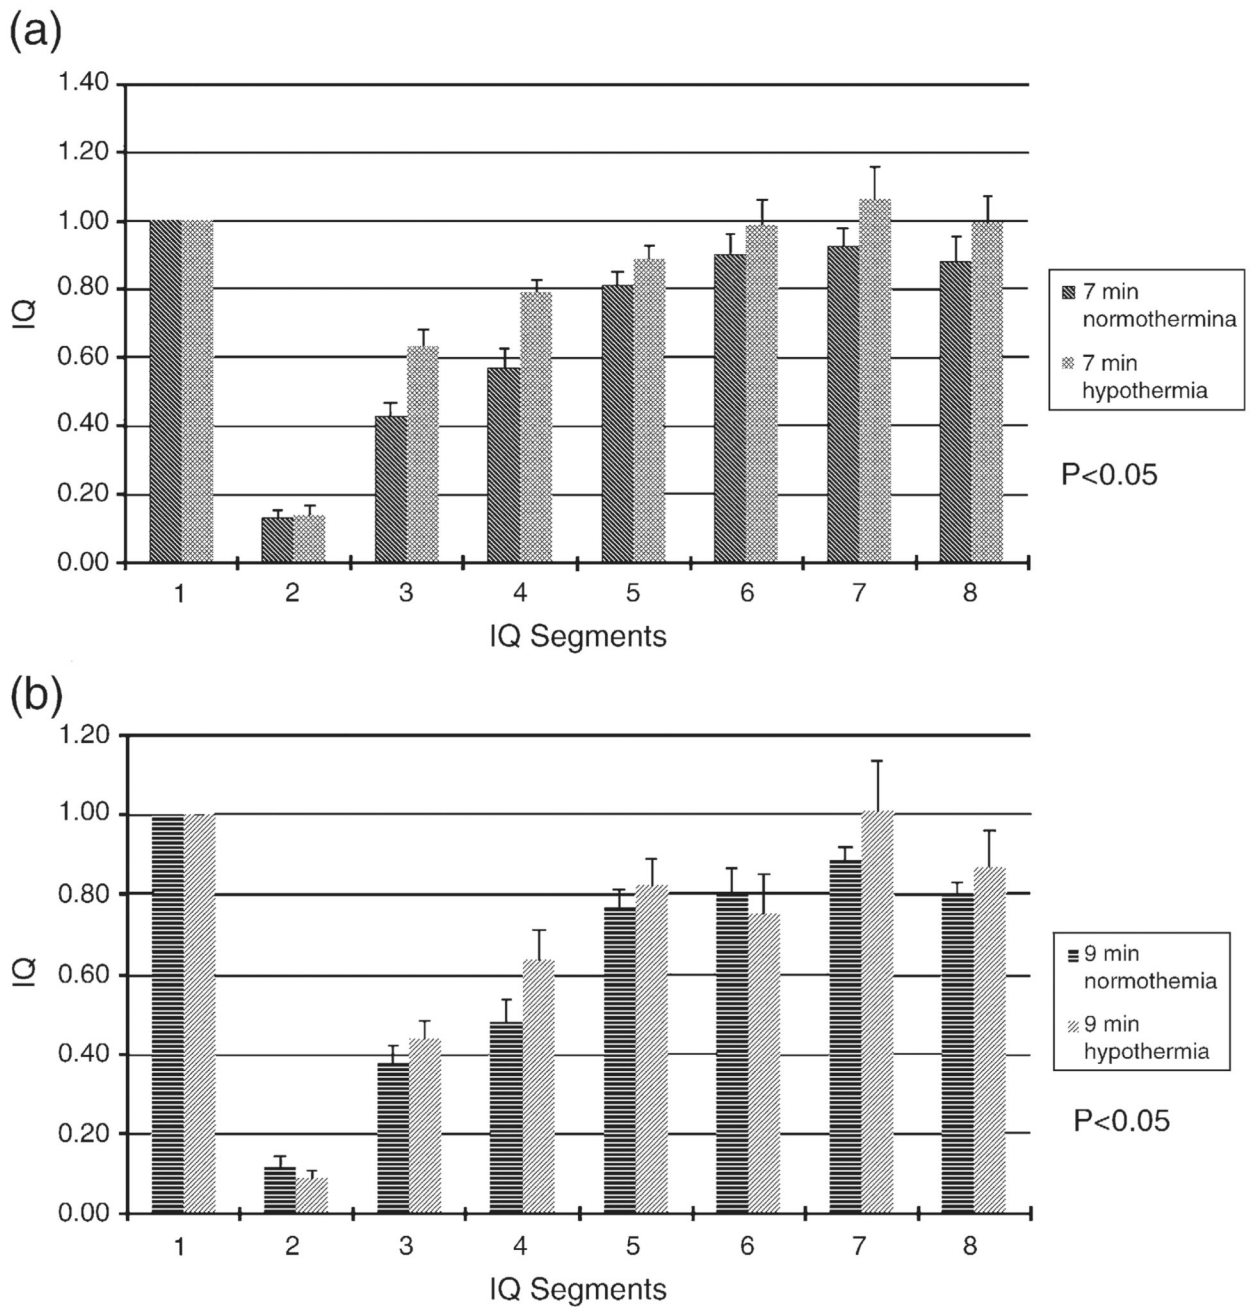 (a)
1.40
1.20
1.00
0.80
0.60
0.40
0.20
0.00
IQ
1 2 3 4 5 6 7 8
IQ Segments
7 min
normothermina
7 min
hypothermia
P<0.05
(b)
1.20
1.00
0.80
0.60
0.40
0.20
0.00
IQ
1 2 3 4 5 6 7 8
IQ Segments
9 min
normothemia
9 min
hypothermia
P<0.05